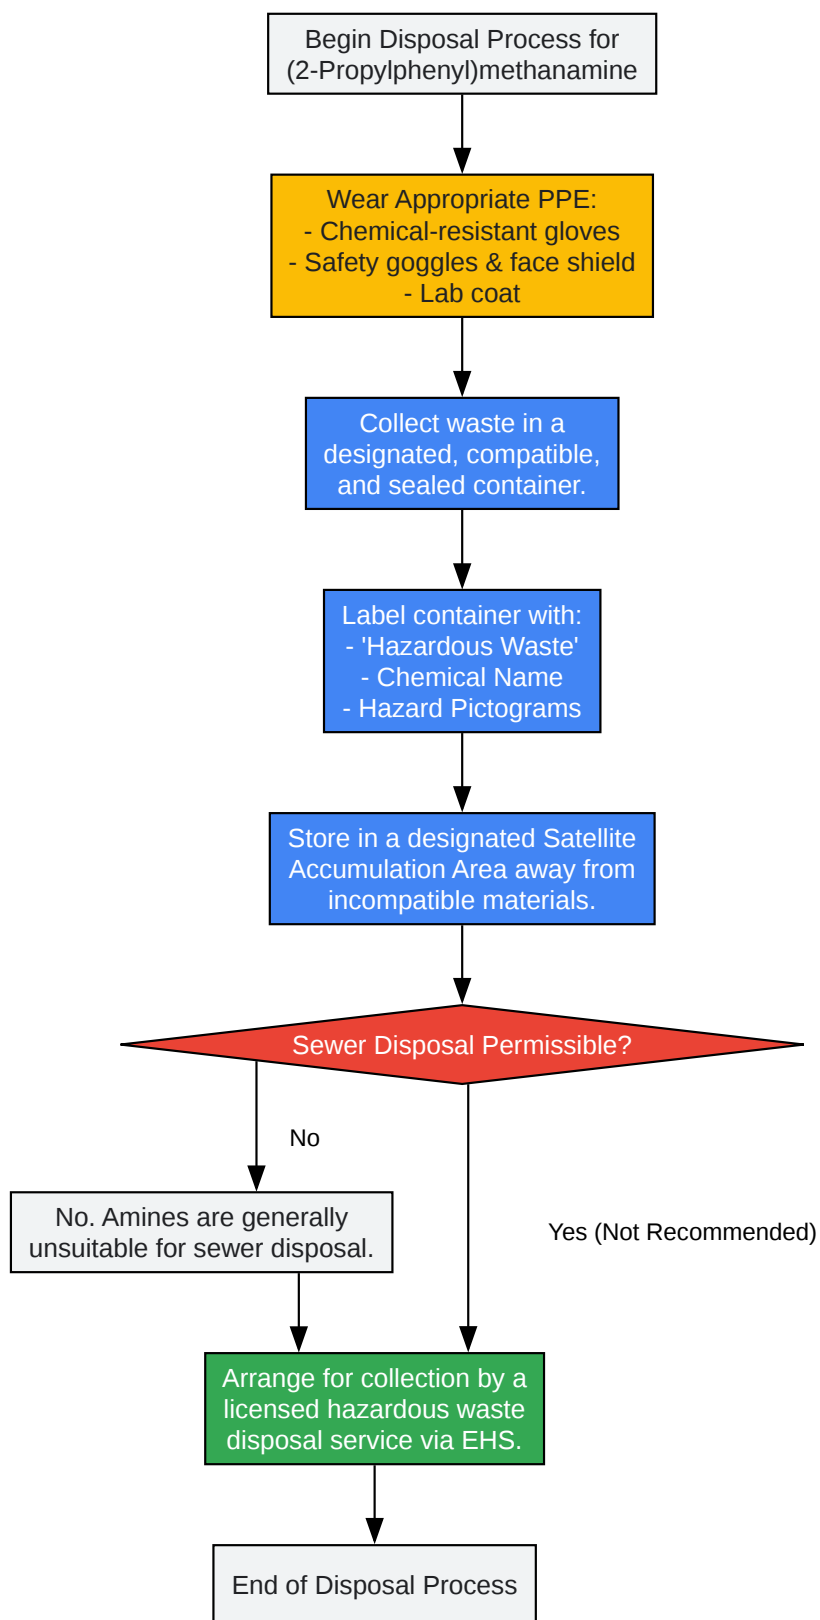 Begin Disposal Process for
(2-Propylphenyl)methanamine
Wear Appropriate PPE:
- Chemical-resistant gloves
- Safety goggles & face shield
- Lab coat
Collect waste in a
designated, compatible,
and sealed container.
Label container with:
- 'Hazardous Waste'
- Chemical Name
- Hazard Pictograms
Store in a designated Satellite
Accumulation Area away from
incompatible materials.
Sewer Disposal Permissible?
No
No. Amines are generally
unsuitable for sewer disposal.
Yes (Not Recommended)
Arrange for collection by a
licensed hazardous waste
disposal service via EHS.
End of Disposal Process